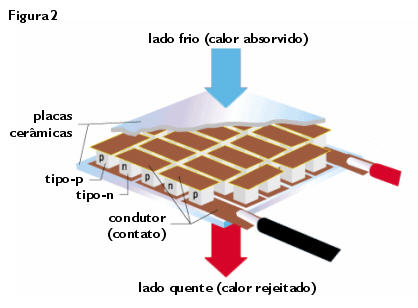 Figura 2
lado frio (calor absorvido)
placas
cerâmicas
tipo-p
tipo-n
condutor
(contato)
p
n
p
n
p
lado quente (calor rejeitado)